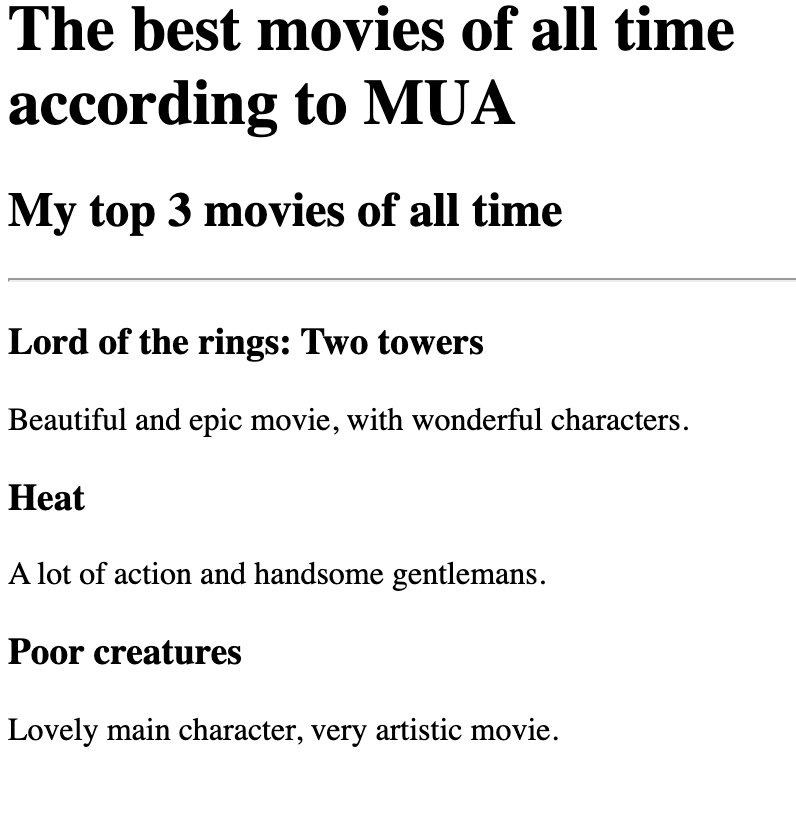 The best movies of all time
according to MUA
My top 3 movies of all time
Lord of the rings: Two towers
Beautiful and epic movie, with wonderful characters.
Heat
A lot of action and handsome gentlemans.
Poor creatures
Lovely main character, very artistic movie.